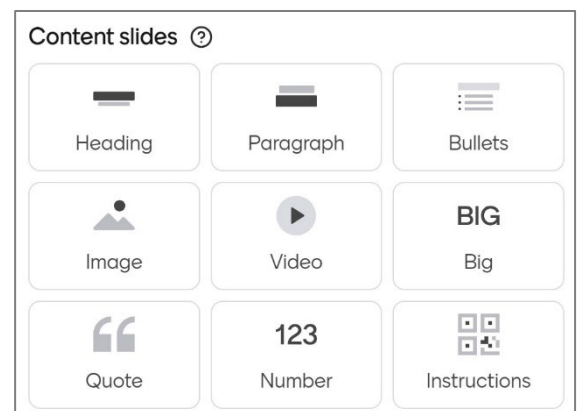 Content slides ?
Heading Paragraph Bullets
BIG
Image Video Big
123
Quote Number Instructions